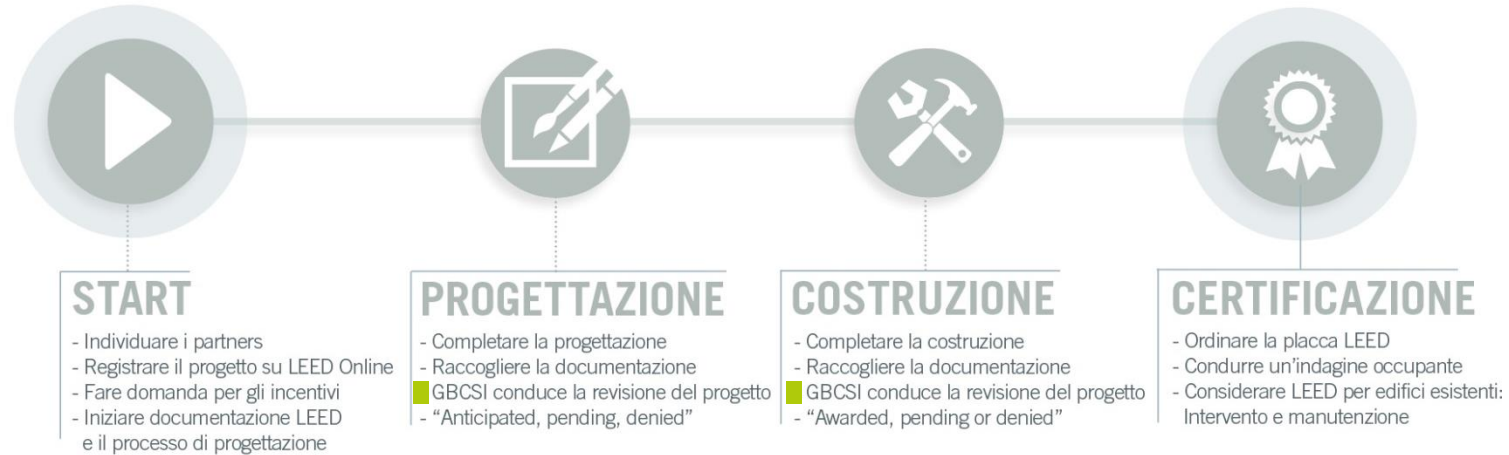 START
- Individuare i partners
- Registrare il progetto su LEED Online
- Fare domanda per gli incentivi
- Iniziare documentazione LEED
e il processo di progettazione
PROGETTAZIONE
- Completare la progettazione
- Raccogliere la documentazione
GBCSI conduce la revisione del progetto
- “Anticipated, pending, denied”
COSTRUZIONE
- Completare la costruzione
- Raccogliere la documentazione
GBCSI conduce la revisione del progetto
- “Awarded, pending or denied”
CERTIFICAZIONE
- Ordinare la placca LEED
- Condurre un’indagine occupante
- Considerare LEED per edifici esistenti:
Intervento e manutenzione